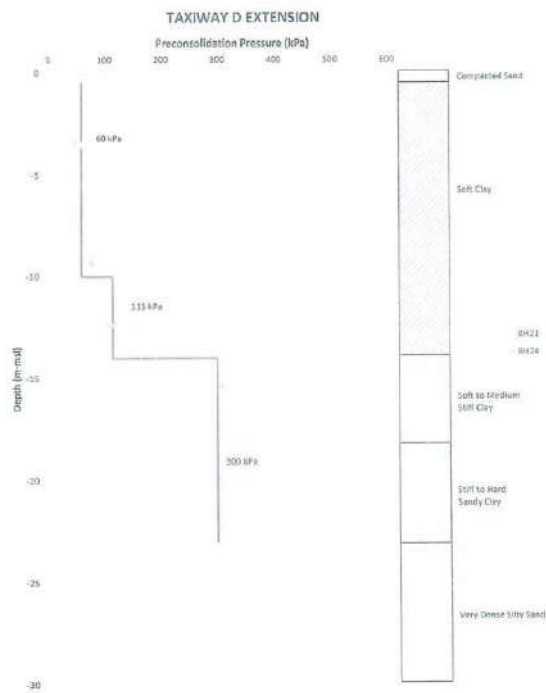 TAXIWAY D EXTENSION
Preconsolidation Pressure (kPa)
0 100 200 300 400 500 600
0
-5
-10
-15
-20
-25
-30
Depth (m-msl)
60 kPa
115 kPa
300 kPa
Compacted Sand
Soft Clay
BH21
BH24
Soft to Medium
Stiff Clay
Stiff to Hard
Sandy Clay
Very Dense Silty Sand